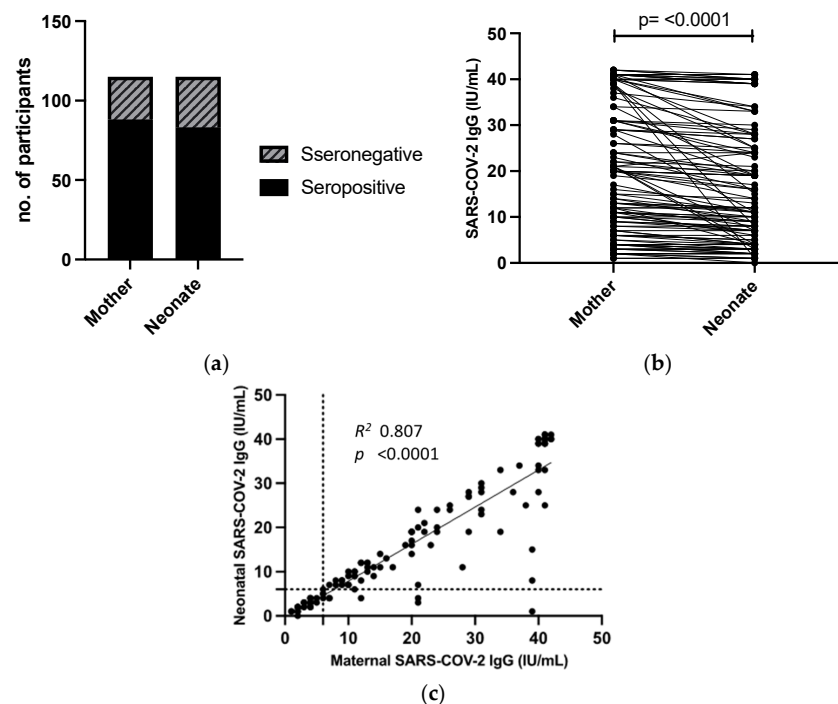 150
100
50
0
no. of participants
Mother
Neonate
Sseronegative
Seropositive
(a)
p= <0.0001
50
40
30
20
10
0
SARS-COV-2 IgG (IU/mL)
Mother
Neonate
(b)
50
40
30
20
10
0
Neonatal SARS-COV-2 IgG (IU/mL)
R² 0.807
p <0.0001
0 10 20 30 40 50
Maternal SARS-COV-2 IgG (IU/mL)
(c)